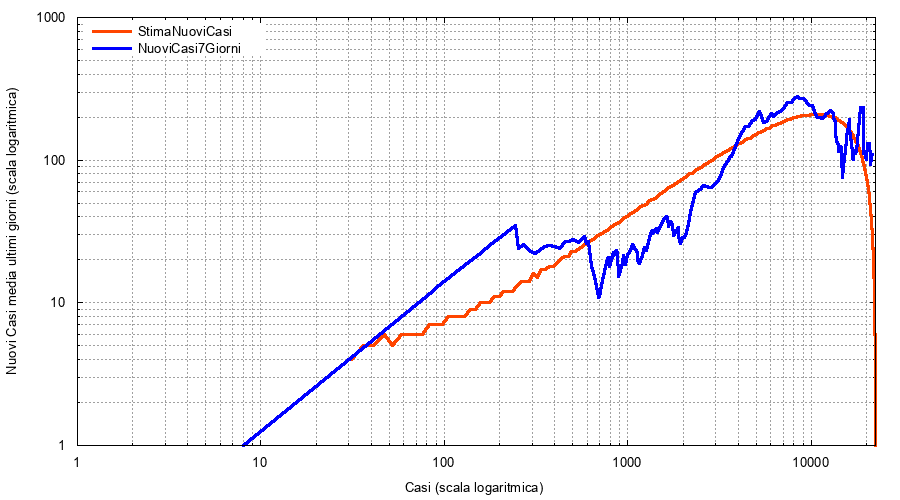 StimaNuoviCasi
NuoviCasi7Giorni
Nuovi Casi media ultimi giorni (scala logaritmica)
1000
100
10
1
1
10
100
1000
10000
Casi (scala logaritmica)